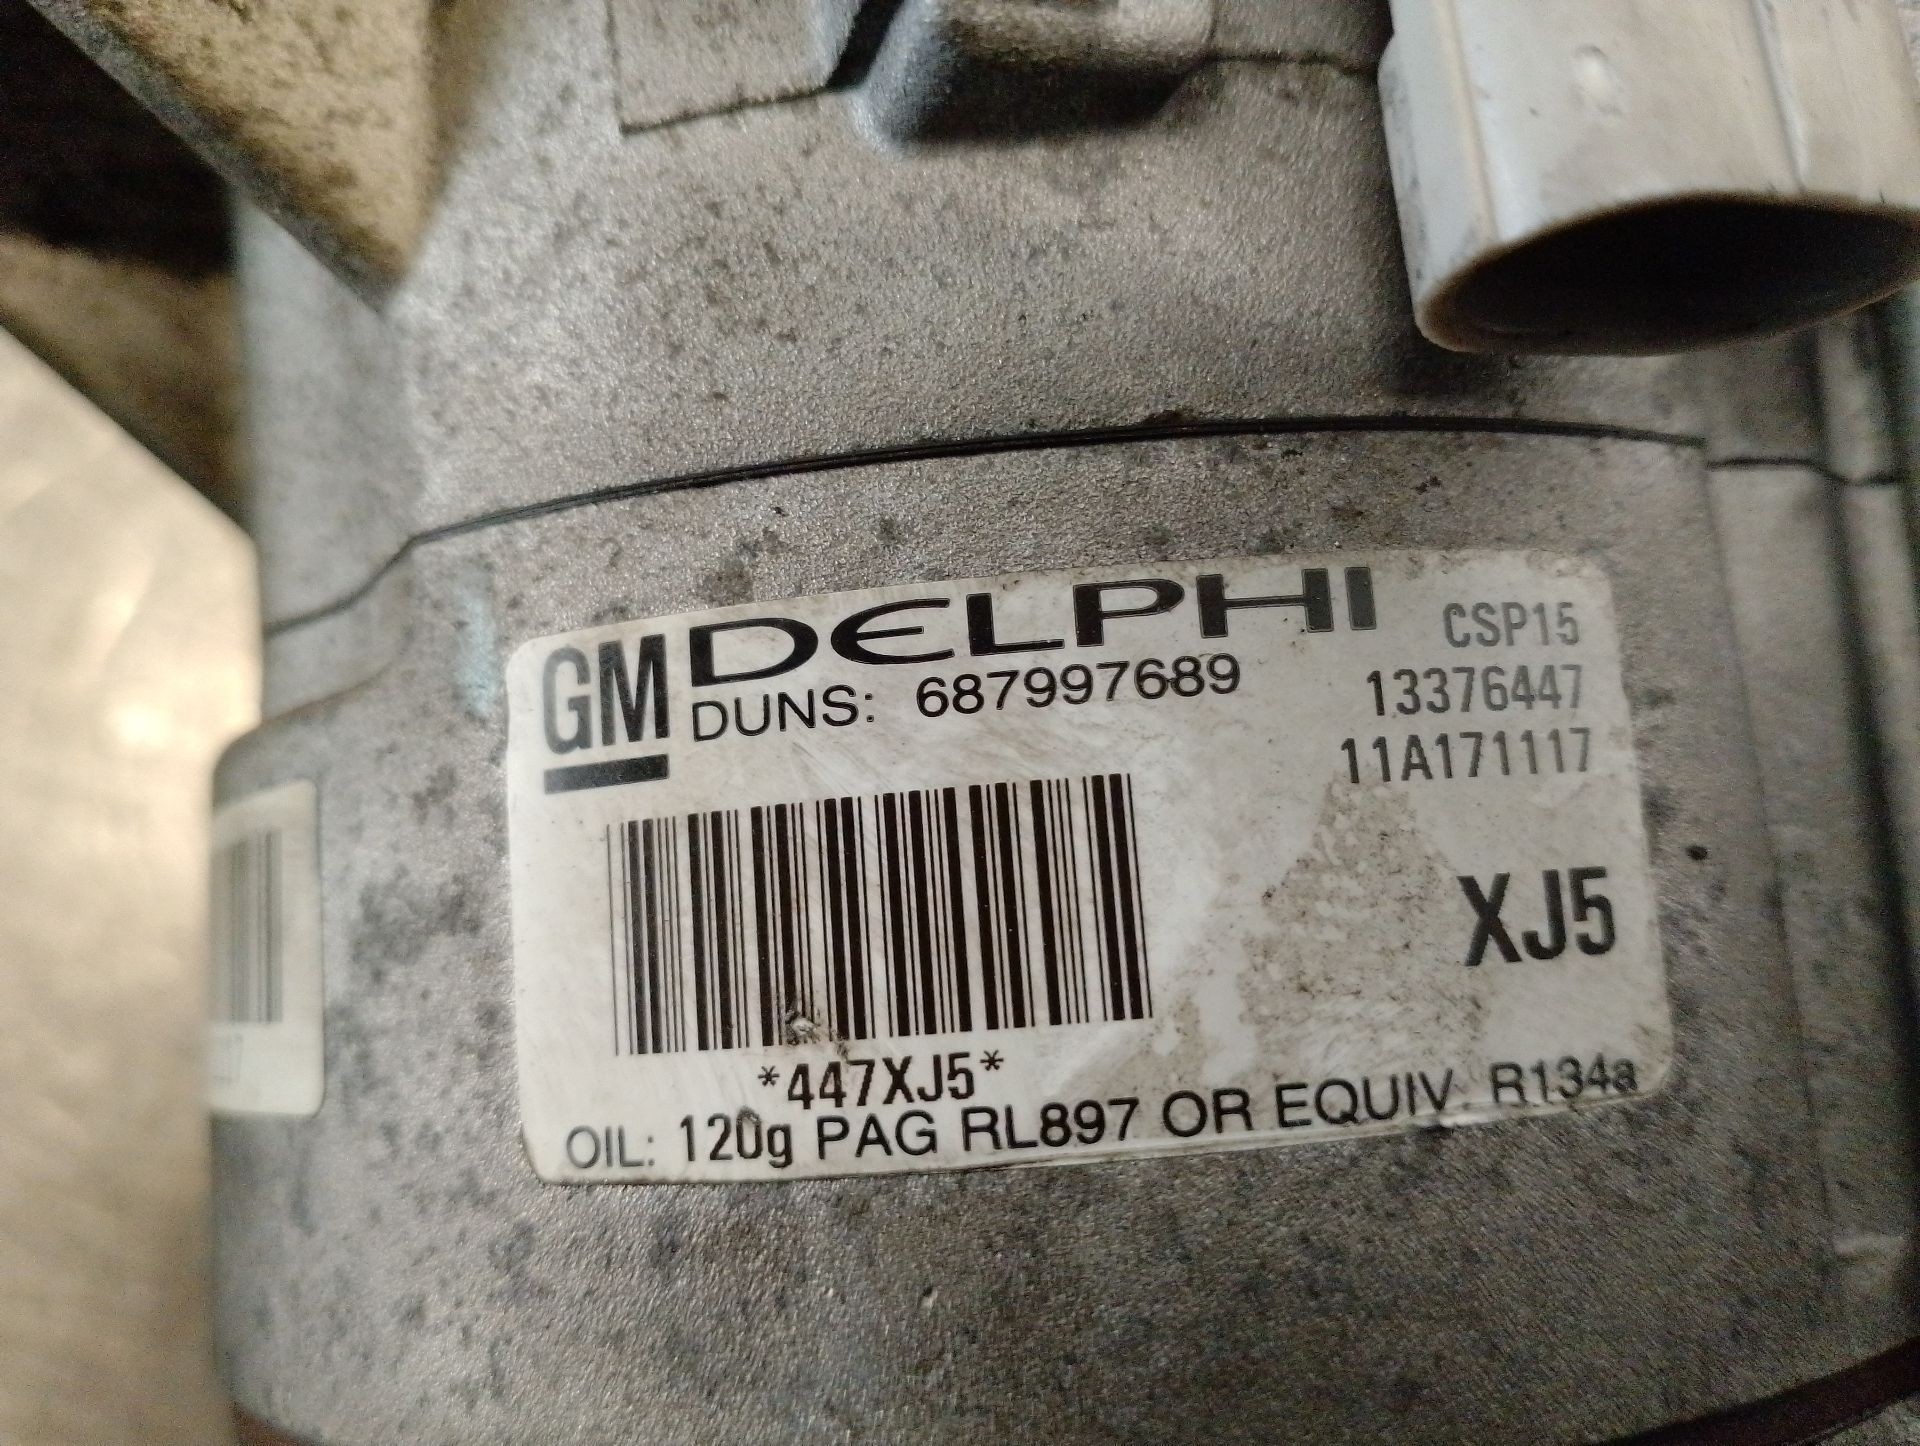 GM DELPHI CSP15
DUNS: 687997689 13376447
11A171117
XJ5
*447XJ5*
OIL: 120g PAG RL897 OR EQUIV. R134a